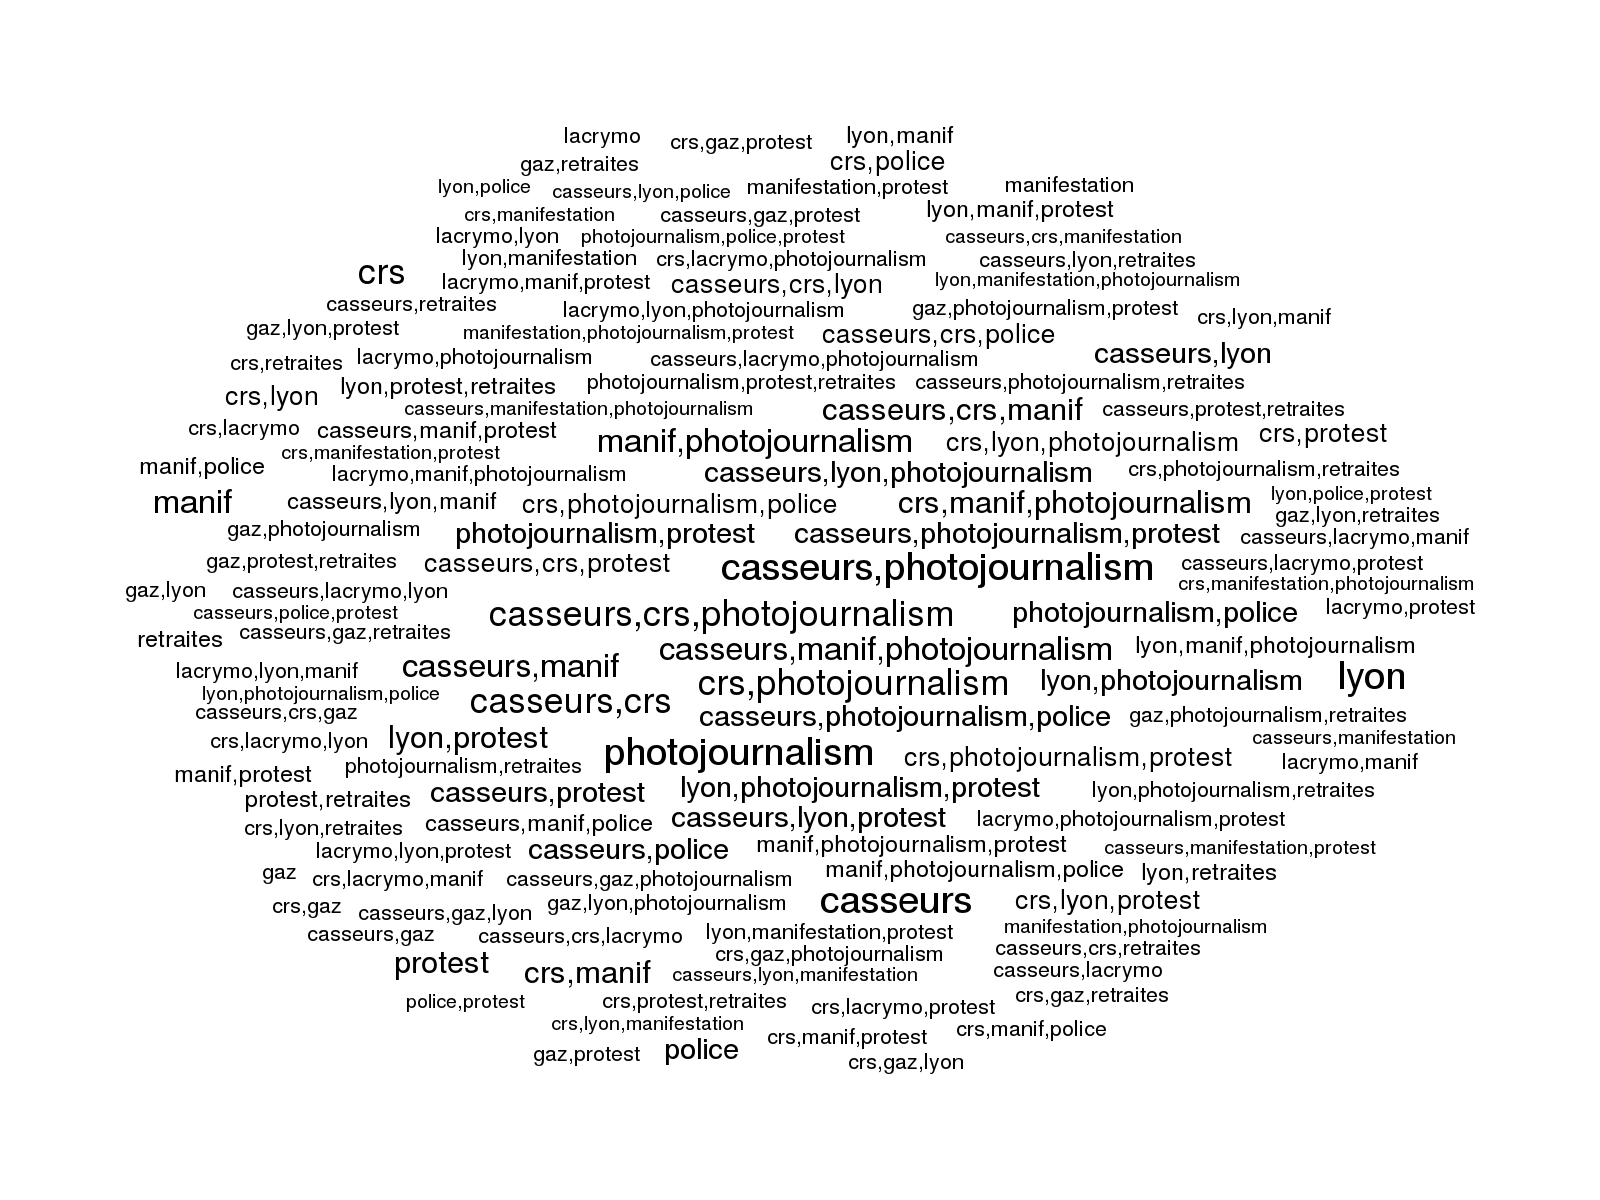 lacrymo crs,gaz,protest lyon,manif
gaz,retraites crs,police
lyon,police casseurs,lyon,police manifestation,protest manifestation
crs,manifestation casseurs,gaz,protest lyon,manif,protest
lacrymo,lyon photojournalism,police,protest casseurs,crs,manifestation
lyon,manifestation crs,lacrymo,photojournalism casseurs,lyon,retraites
crs lacrymo,manif,protest casseurs,crs,lyon lyon,manifestation,photojournalism
casseurs,retraites lacrymo,lyon,photojournalism gaz,photojournalism,protest crs,lyon,manif
gaz,lyon,protest manifestation,photojournalism,protest casseurs,crs,police
crs,retraites lacrymo,photojournalism casseurs,lacrymo,photojournalism casseurs,lyon
crs,lyon lyon,protest,retraites photojournalism,protest,retraites casseurs,photojournalism,retraites
casseurs,manifestation,photojournalism casseurs,crs,manif casseurs,protest,retraites
crs,lacrymo casseurs,manif,protest manif,photojournalism crs,lyon,photojournalism crs,protest
crs,manifestation,protest
manif,police lacrymo,manif,photojournalism casseurs,lyon,photojournalism crs,photojournalism,retraites
manif casseurs,lyon,manif crs,photojournalism,police crs,manif,photojournalism lyon,police,protest
gaz,lyon,retraites
gaz,photojournalism photojournalism,protest casseurs,photojournalism,protest casseurs,lacrymo,manif
gaz,protest,retraites casseurs,crs,protest casseurs,photojournalism casseurs,lacrymo,protest
gaz,lyon casseurs,lacrymo,lyon crs,manifestation,photojournalism
casseurs,police,protest casseurs,crs,photojournalism photojournalism,police lacrymo,protest
retraites casseurs,gaz,retraites
casseurs,manif,photojournalism lyon,manif,photojournalism
lacrymo,lyon,manif casseurs,manif crs,photojournalism lyon,photojournalism lyon
lyon,photojournalism,police casseurs,crs
casseurs,crs,gaz casseurs,photojournalism,police gaz,photojournalism,retraites
crs,lacrymo,lyon lyon,protest casseurs,manifestation
photojournalism crs,photojournalism,protest lacrymo,manif
manif,protest photojournalism,retraites
protest,retraites casseurs,protest lyon,photojournalism,protest lyon,photojournalism,retraites
crs,lyon,retraites casseurs,manif,police casseurs,lyon,protest lacrymo,photojournalism,protest
lacrymo,lyon,protest casseurs,police manif,photojournalism,protest casseurs,manifestation,protest
gaz crs,lacrymo,manif casseurs,gaz,photojournalism manif,photojournalism,police lyon,retraites
crs,gaz casseurs,gaz,lyon gaz,lyon,photojournalism casseurs crs,lyon,protest
casseurs,gaz casseurs,crs,lacrymo lyon,manifestation,protest manifestation,photojournalism
crs,gaz,photojournalism casseurs,crs,retraites
protest crs,manif casseurs,lyon,manifestation casseurs,lacrymo
police,protest crs,protest,retraites crs,lacrymo,protest crs,gaz,retraites
crs,lyon,manifestation crs,manif,protest crs,manif,police
gaz,protest police crs,gaz,lyon